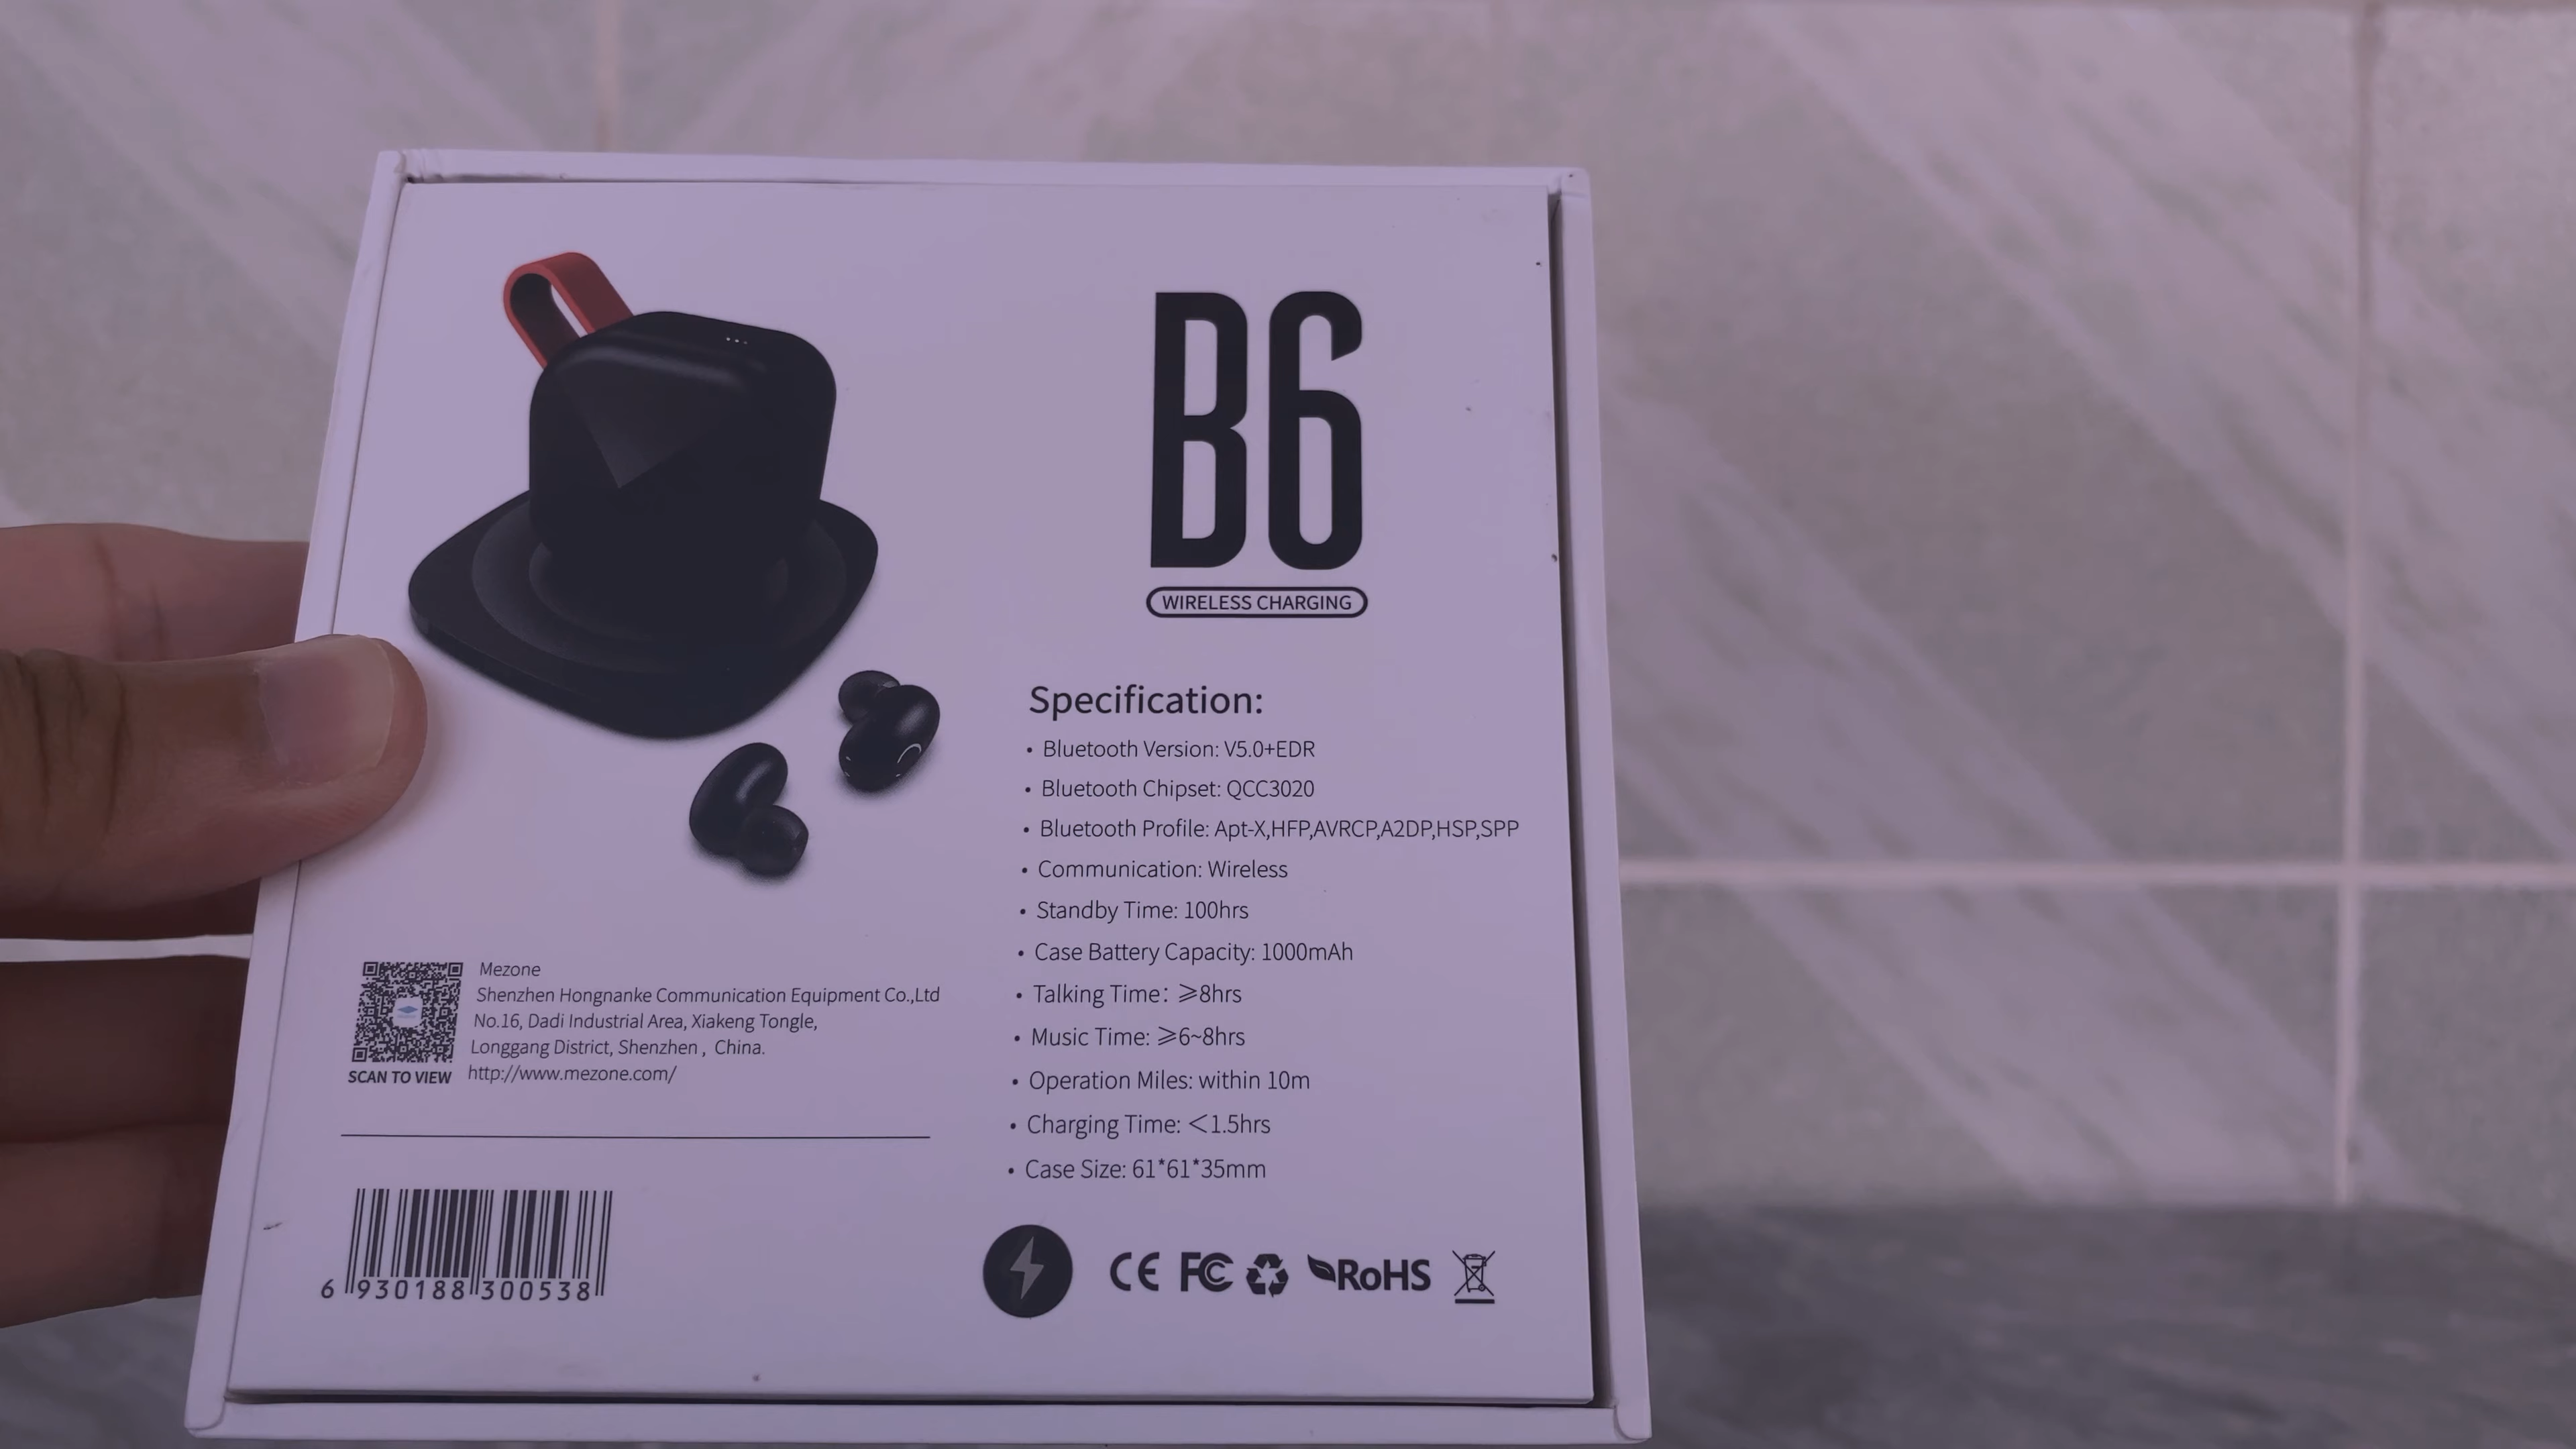 B6
WIRELESS CHARGING
Specification:
• Bluetooth Version: V5.0+EDR
• Bluetooth Chipset: QCC3020
• Bluetooth Profile: Apt-X,HFP,AVRCP,A2DP,HSP,SPP
• Communication: Wireless
• Standby Time: 100hrs
• Case Battery Capacity: 1000mAh
• Talking Time: ⩾8hrs
• Music Time: ⩾6~8hrs
• Operation Miles: within 10m
• Charging Time: <1.5hrs
• Case Size: 61*61*35mm
Mezone
Shenzhen Hongnanke Communication Equipment Co.,Ltd
No.16, Dadi Industrial Area, Xiakeng Tongle,
Longgang District, Shenzhen , China.
http://www.mezone.com/
SCAN TO VIEW
6 930188 300538
CE FC RoHS